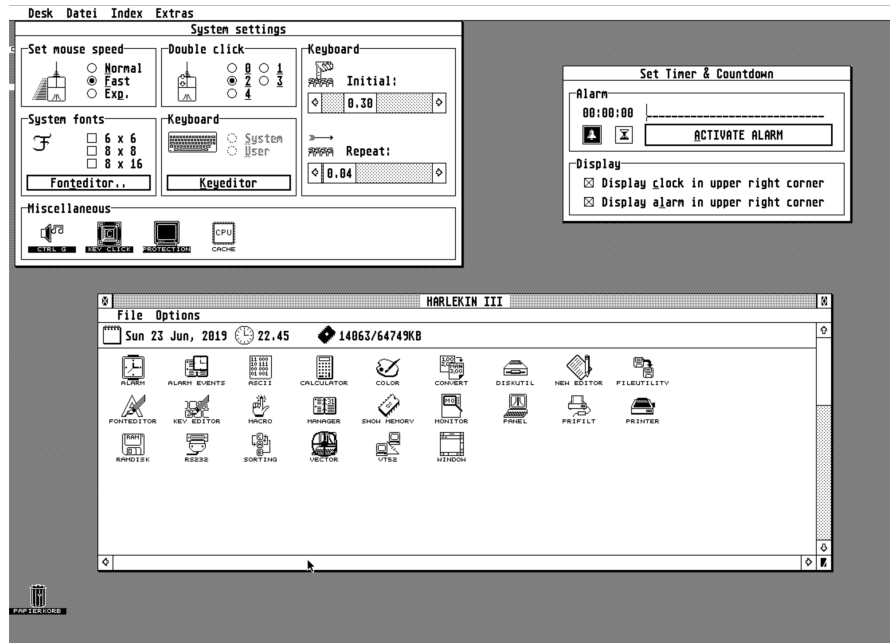 Desk Datei Index Extras
System settings
Set mouse speed
Normal
Fast
Exp.
Double click
0 1
2 3
4
Keyboard
Initial:
0.30
Repeat:
0.04
System fonts
6 x 6
8 x 8
8 x 16
Fonteditor..
Keyboard
System
User
Keyeditor
Miscellaneous
CTRL G KEY CLICK PROTECTION CPU CACHE
Set Timer & Countdown
Alarm
00:00:00
ACTIVATE ALARM
Display
Display clock in upper right corner
Display alarm in upper right corner
HARLEKIN III
File Options
Sun 23 Jun, 2019 22.45 14063/64749KB
ALARM ALARM EVENTS ASCII CALCULATOR COLOR CONVERT DISKUTIL NEW EDITOR FILEUTILITY
FONTEDITOR KEY EDITOR MACRO MANAGER SHOW MEMORY MONITOR PANEL PRIFILT PRINTER
RAM
RAMDISK RS232 SORTING VECTOR VT52 WINDOW
PAPIERKORB